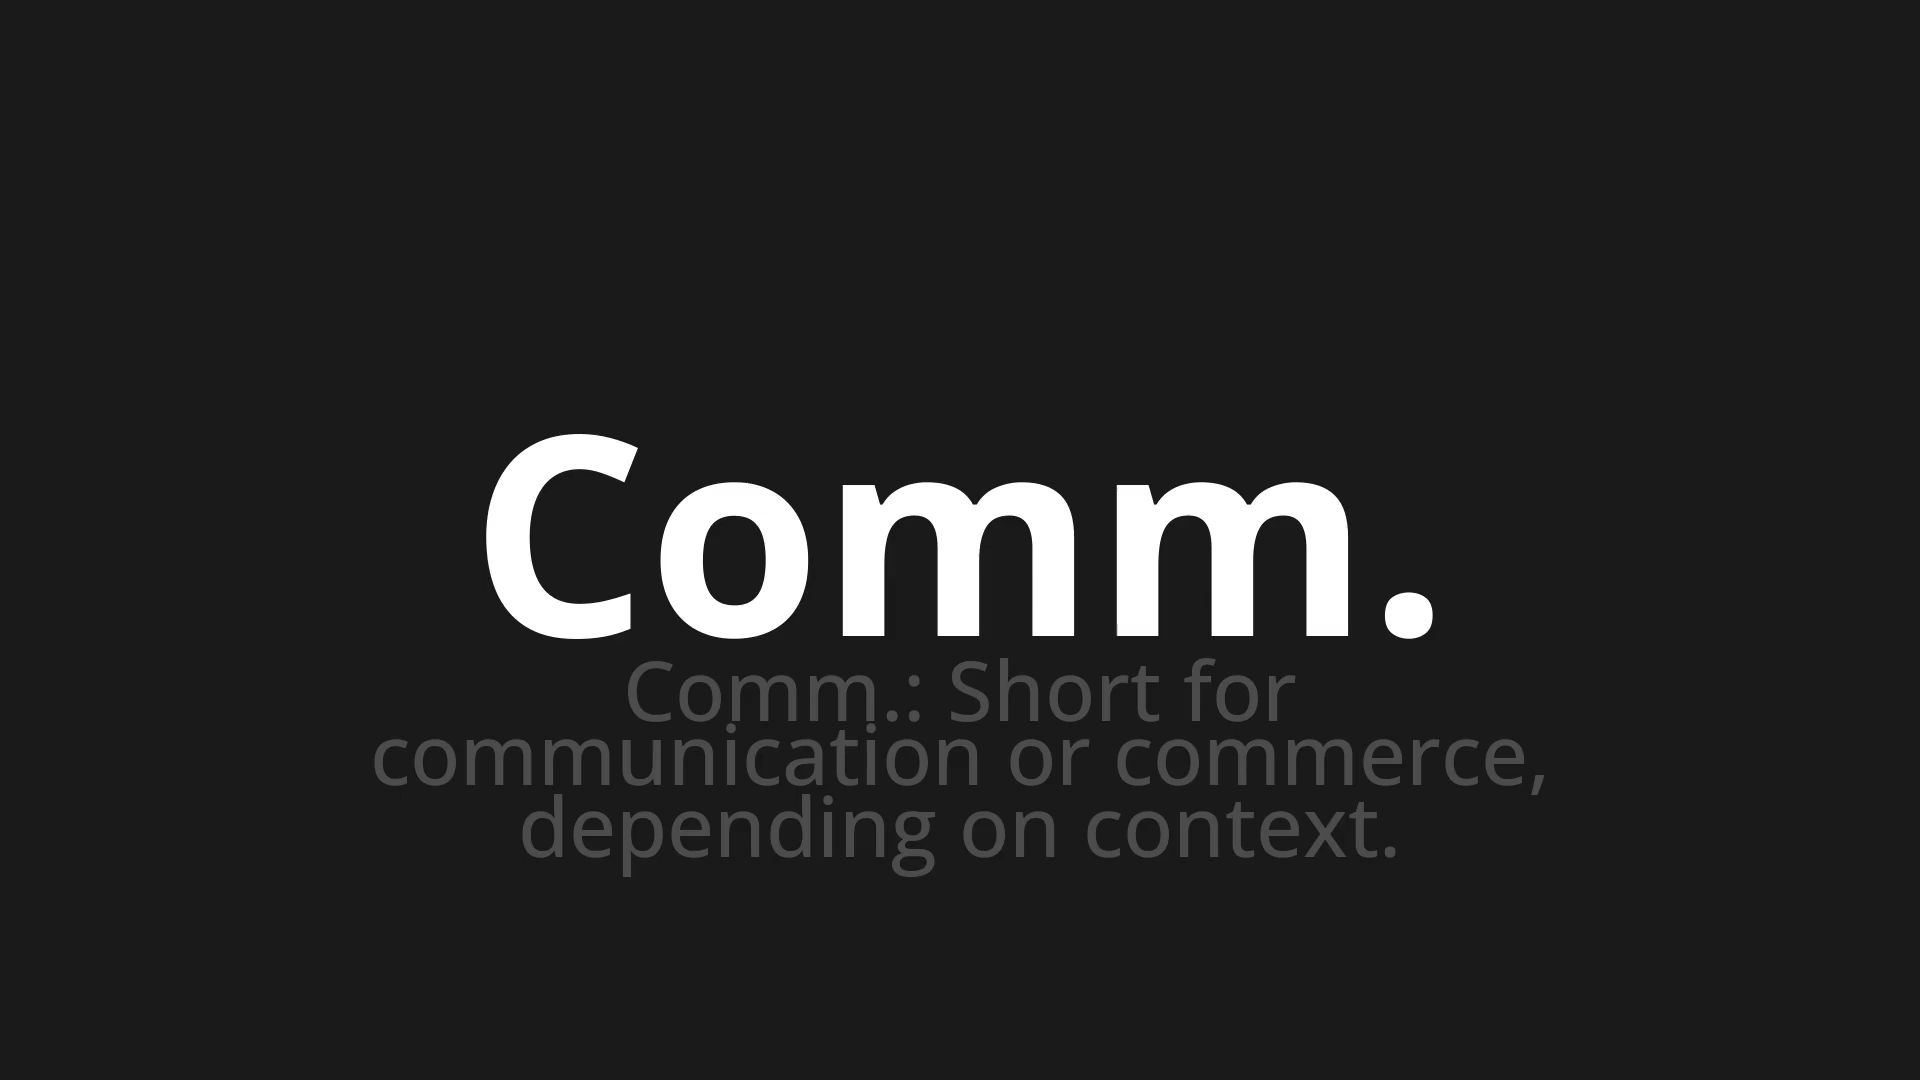 Comm.
Comm.: Short for
communication or commerce,
depending on context.